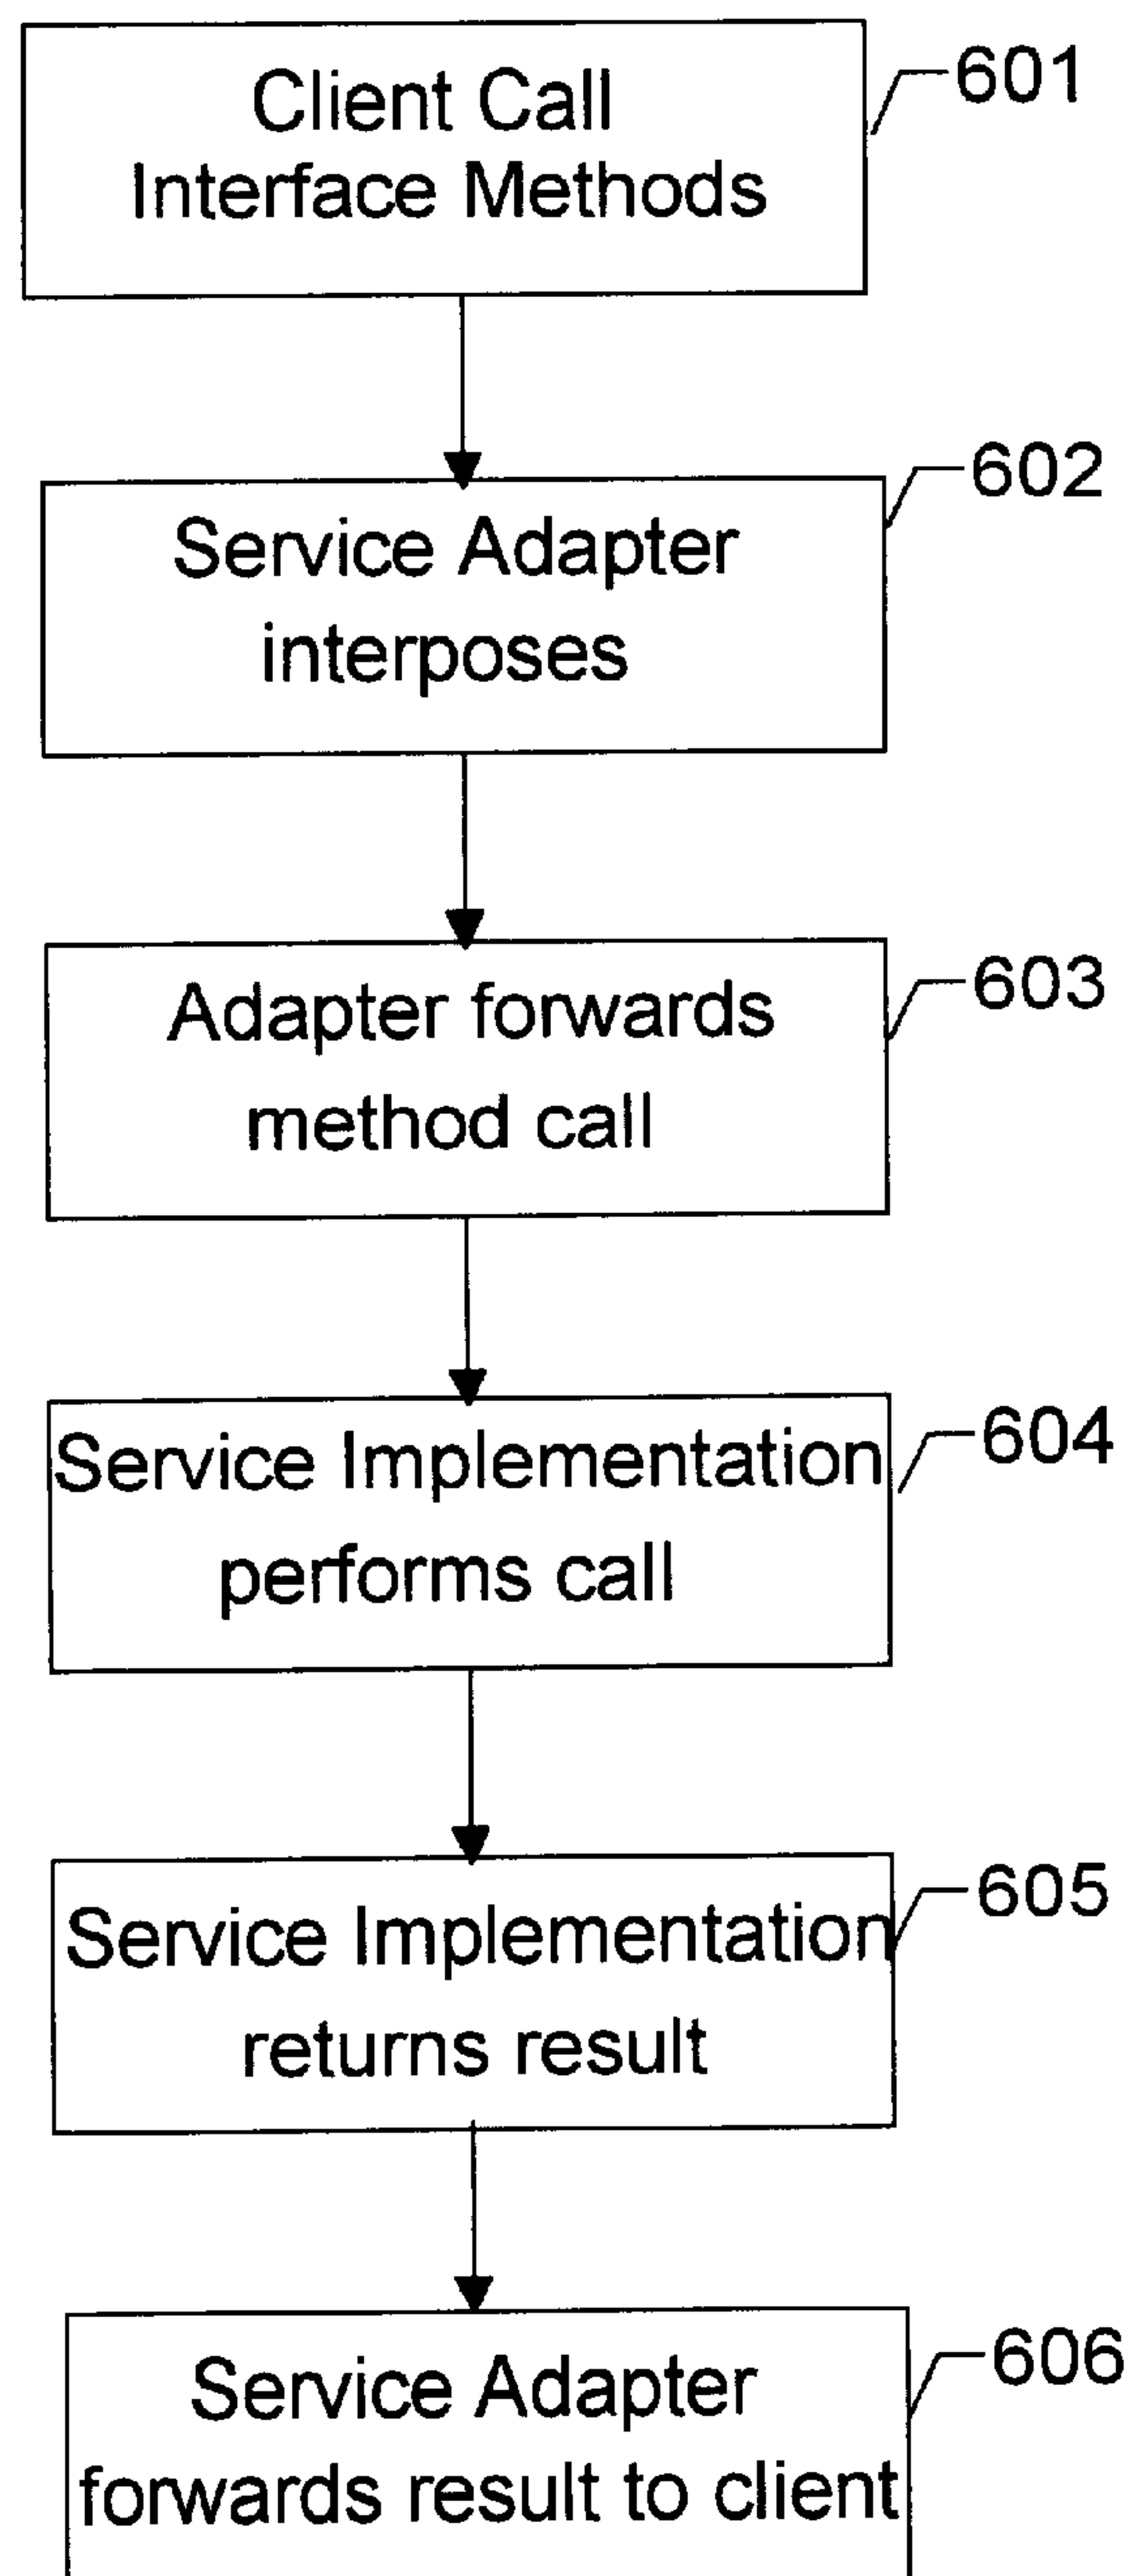 Client Call
Interface Methods
601
Service Adapter
interposes
602
Adapter forwards
method call
603
Service Implementation
performs call
604
Service Implementation
returns result
605
Service Adapter
forwards result to client
606